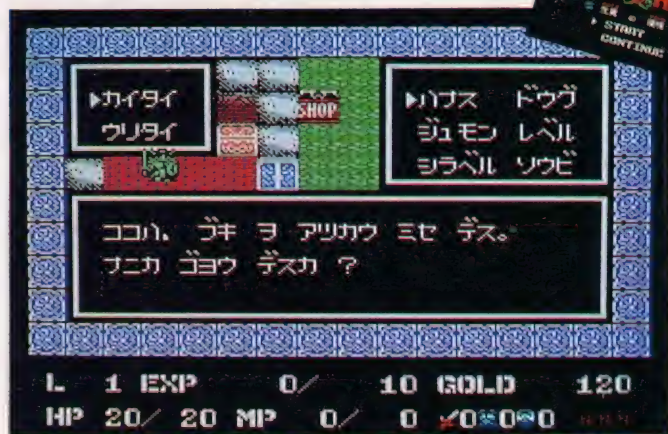 START
CONTINUE
▶カイタイ
ウリタイ
SHOP
▶ハナス ドウグ
ジュモン レベル
シラベル ソウビ
ココハ、 ブキ ヲ アツカウ ミセ デス。
ナニカ ゴヨウ デスカ ?
L 1 EXP 0/ 10 GOLD 120
HP 20/ 20 MP 0/ 0 0 0 0